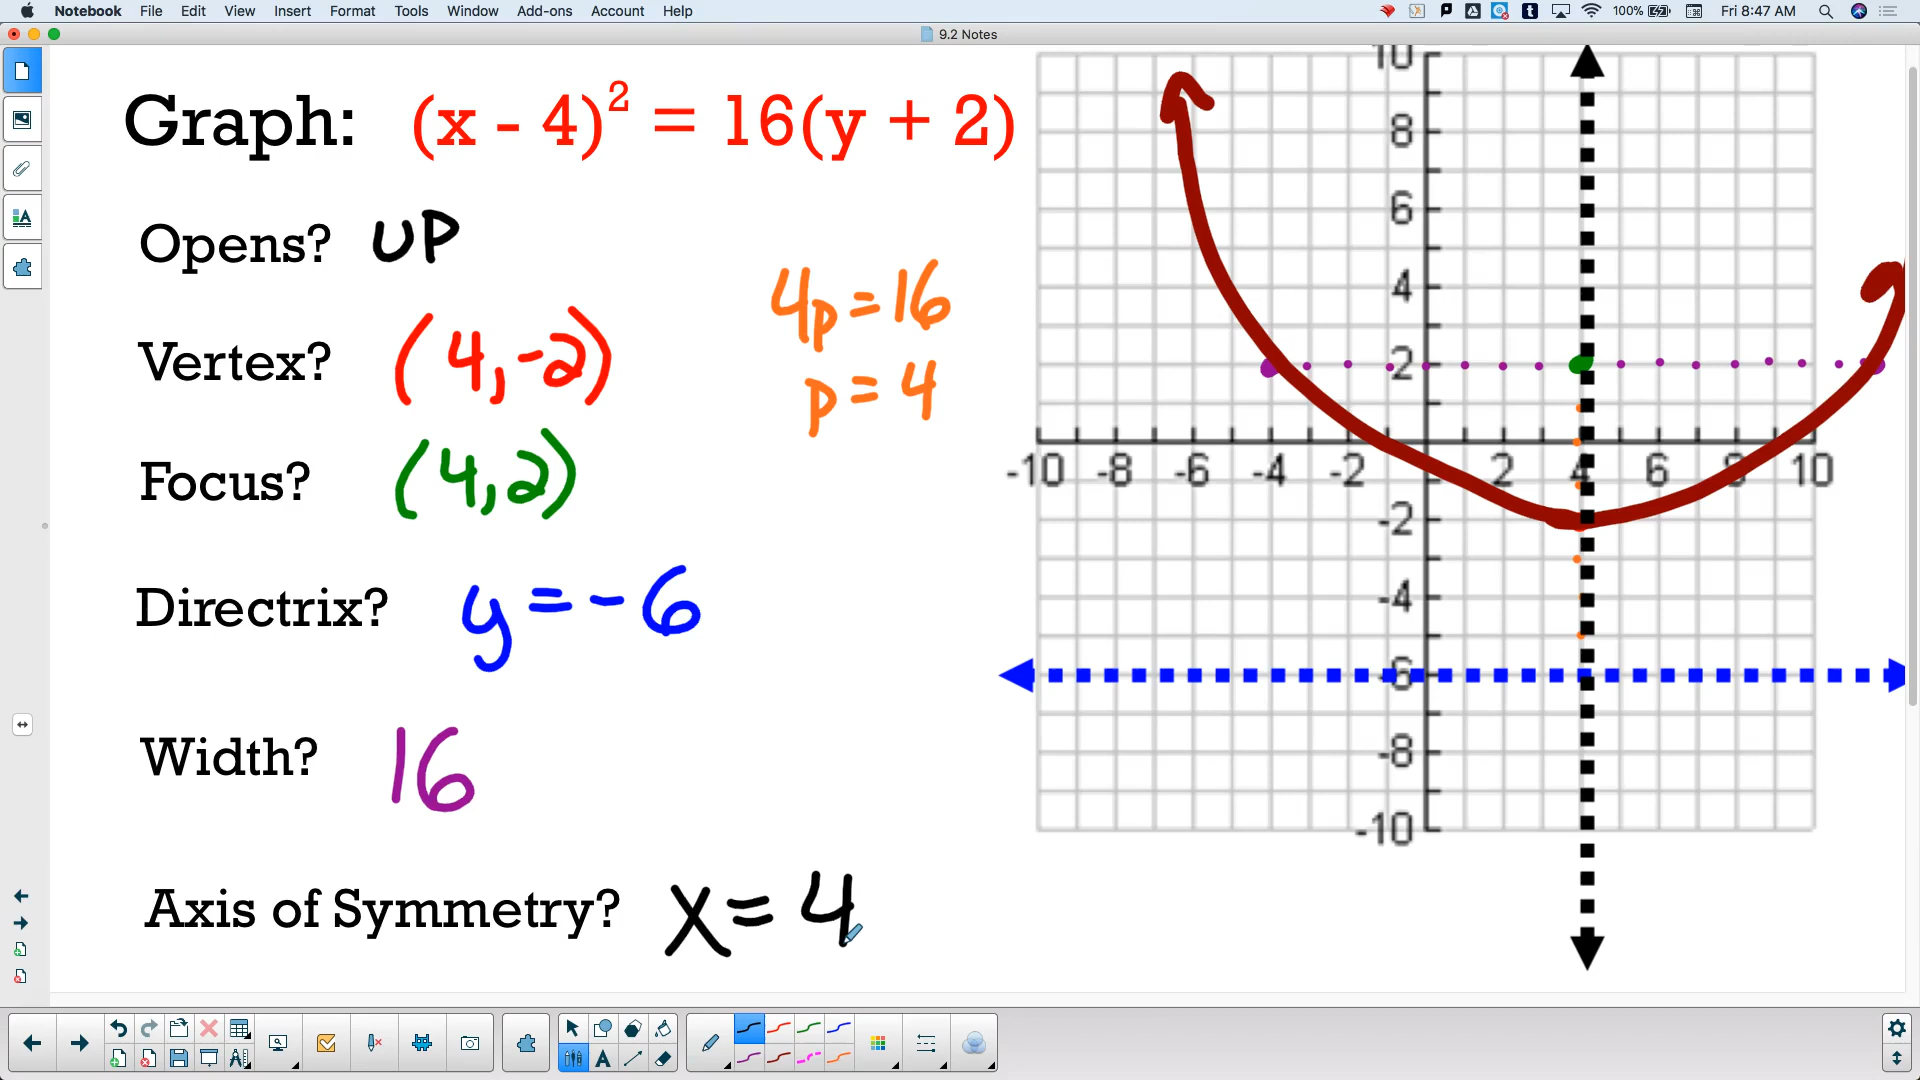 Notebook File Edit View Insert Format Tools Window Add-ons Account Help 100% Fri 8:47 AM
9.2 Notes
Graph: (x - 4)² = 16(y + 2)
Opens? UP
4p = 16
p = 4
Vertex? (4, -2)
Focus? (4, 2)
Directrix? y = -6
Width? 16
Axis of Symmetry? x = 4
10
8
6
4
2
-10 -8 -6 -4 -2 2 4 6 8 10
-2
-4
-6
-8
-10